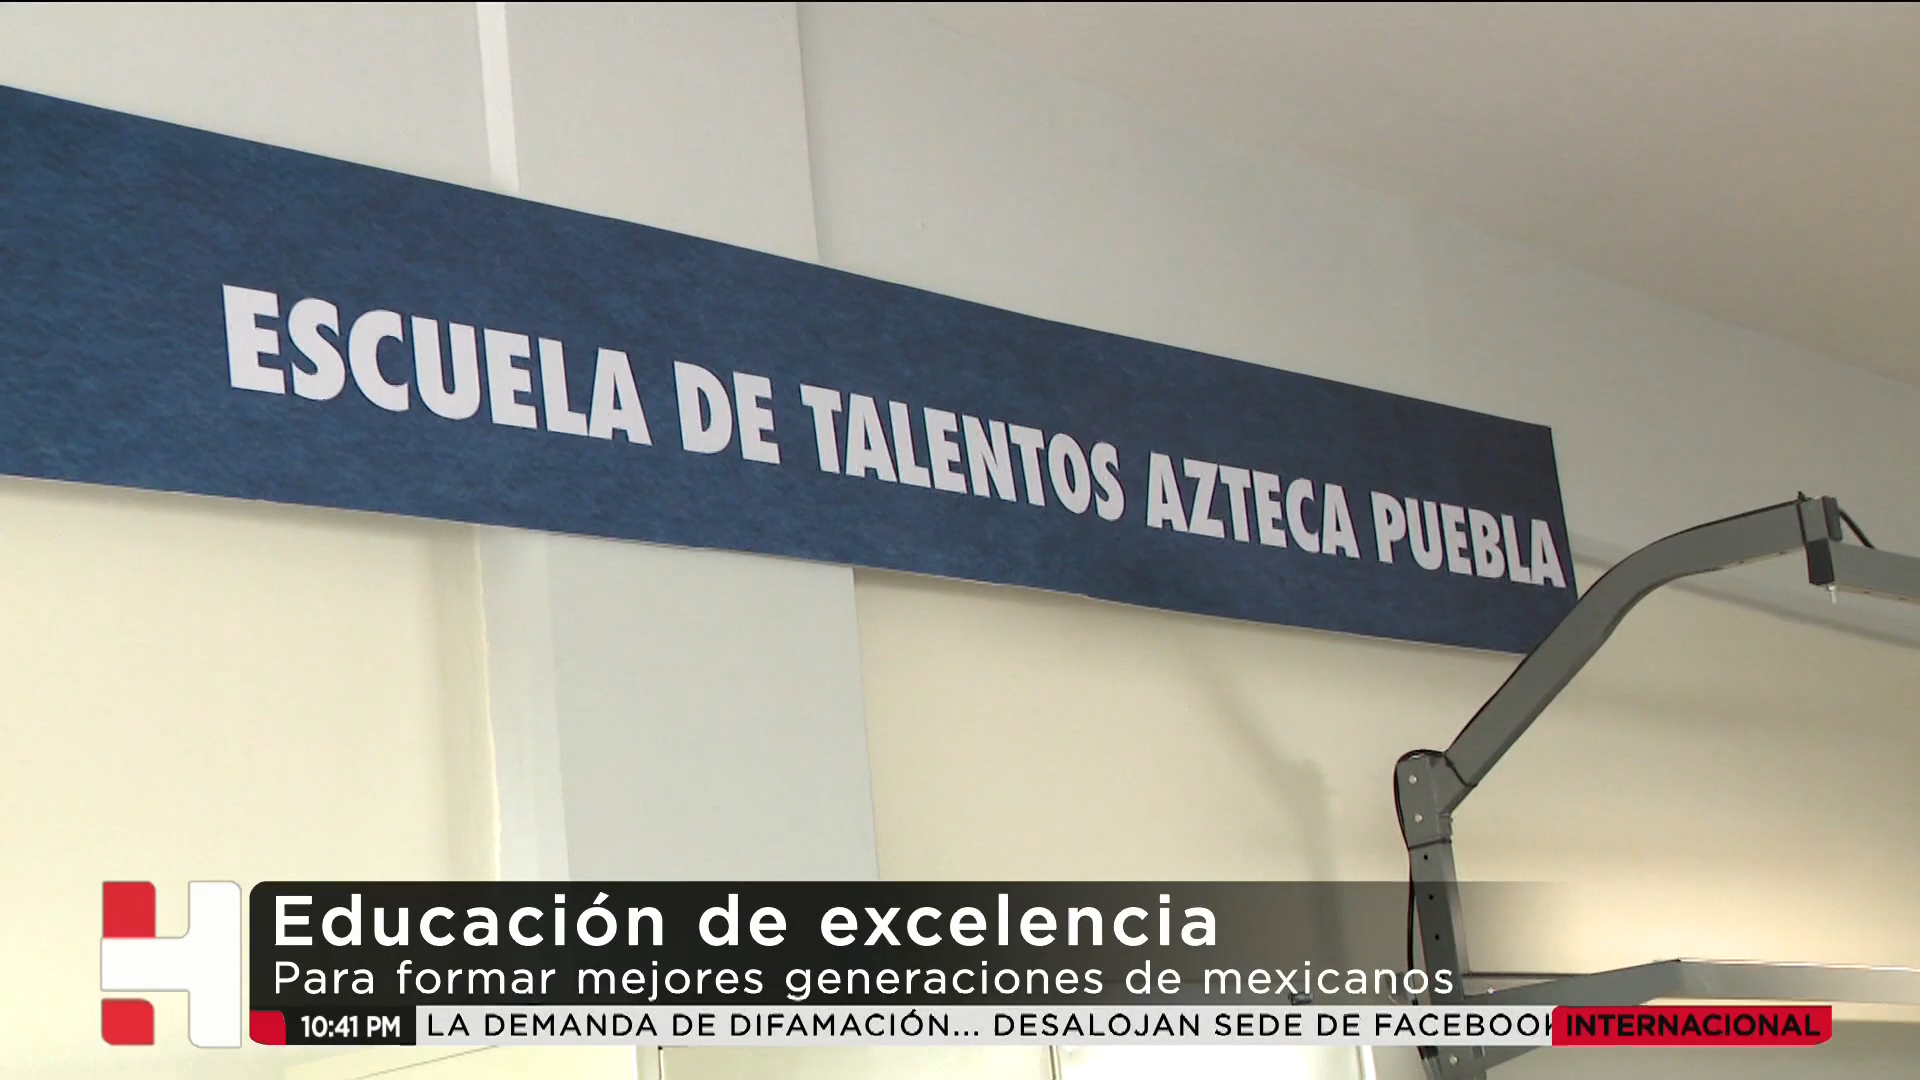 ESCUELA DE TALENTOS AZTECA PUEBLA
Educación de excelencia
Para formar mejores generaciones de mexicanos
10:41 PM LA DEMANDA DE DIFAMACIÓN... DESALOJAN SEDE DE FACEBOOK INTERNACIONAL